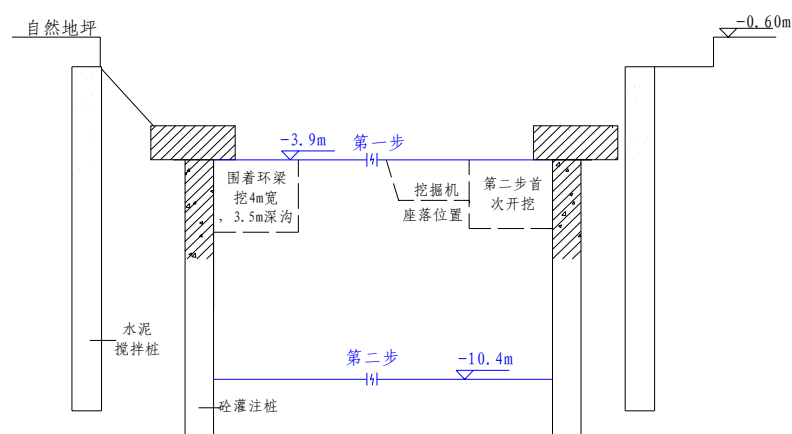 自然地坪
-0.60m
-3.9m
第一步
围着环梁
挖4m宽
，3.5m深沟
挖掘机
座落位置
第二步首
次开挖
水泥
搅拌桩
第二步
-10.4m
砼灌注桩